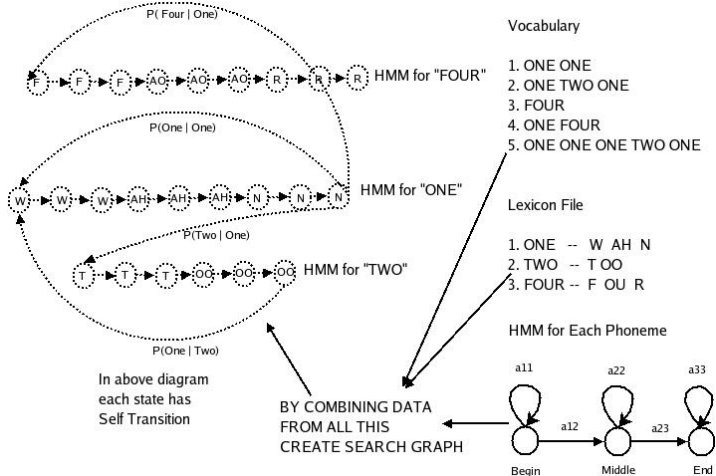 P( Four | One)
F F F AO AO AO R R R HMM for "FOUR"
P(One | One)
W W W AH AH AH N N N HMM for "ONE"
P(Two | One)
T T T OO OO OO HMM for "TWO"
P(One | Two)
In above diagram
each state has
Self Transition
Vocabulary
1. ONE ONE
2. ONE TWO ONE
3. FOUR
4. ONE FOUR
5. ONE ONE ONE TWO ONE
Lexicon File
1. ONE -- W AH N
2. TWO -- T OO
3. FOUR -- F OU R
HMM for Each Phoneme
a11 a22 a33
a12 a23
Begin Middle End
BY COMBINING DATA
FROM ALL THIS
CREATE SEARCH GRAPH